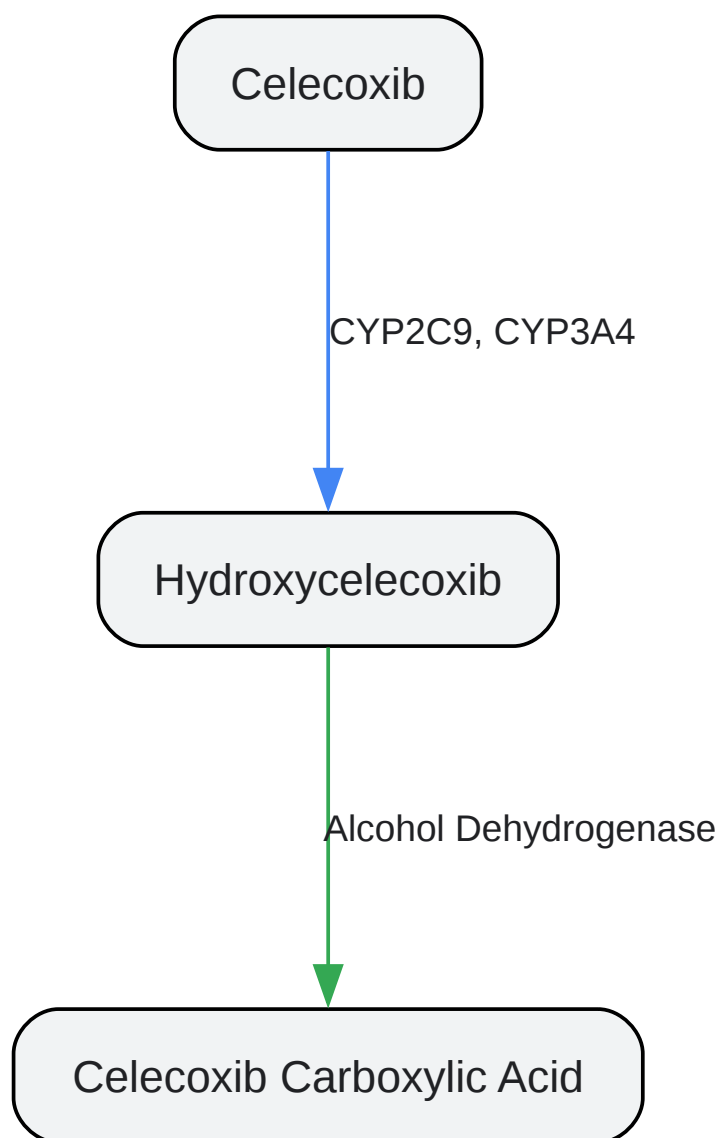 Celecoxib
CYP2C9, CYP3A4
Hydroxycelecoxib
Alcohol Dehydrogenase
Celecoxib Carboxylic Acid